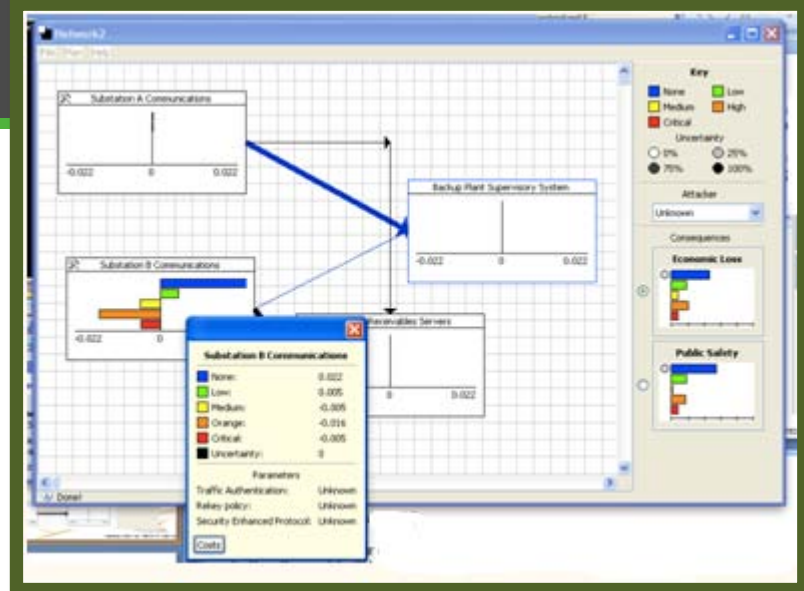 Network2
File Plan Help
Substation A Communications
-0.022 0 0.022
Backup Plant Supervisory System
-0.022 0 0.022
Substation B Communications
-0.022 0
Servers
0 0.022
Substation B Communications
None: 0.022
Low: 0.005
Medium: -0.005
Orange: -0.016
Critical: -0.005
Uncertainty: 0
Parameters
Traffic Authentication: Unknown
Rekey policy: Unknown
Security Enhanced Protocol: Unknown
Costs
Done!
Key
None Low
Medium High
Critical
Uncertainty
0% 25%
75% 100%
Attacker
Unknown
Consequences
Economic Loss
Public Safety